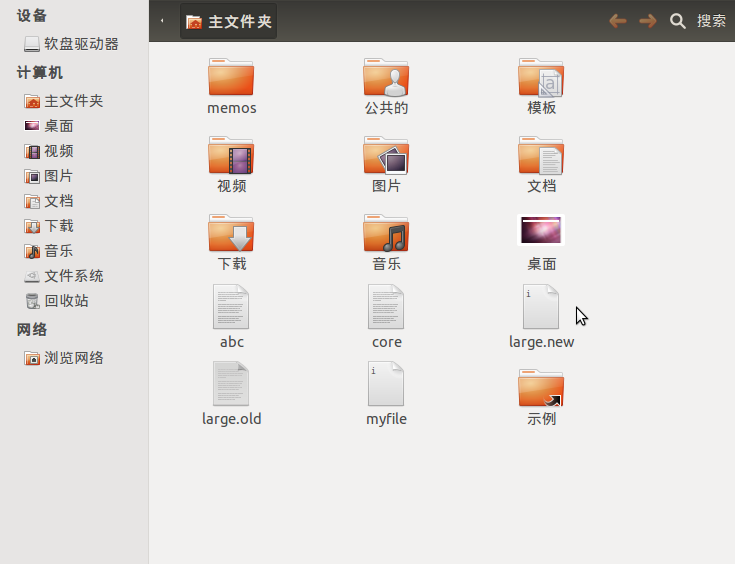 设备
软盘驱动器
计算机
主文件夹
桌面
视频
图片
文档
下载
音乐
文件系统
回收站
网络
浏览网络
主文件夹
搜索
memos
公共的
模板
视频
图片
文档
下载
音乐
桌面
abc
core
large.new
large.old
myfile
示例